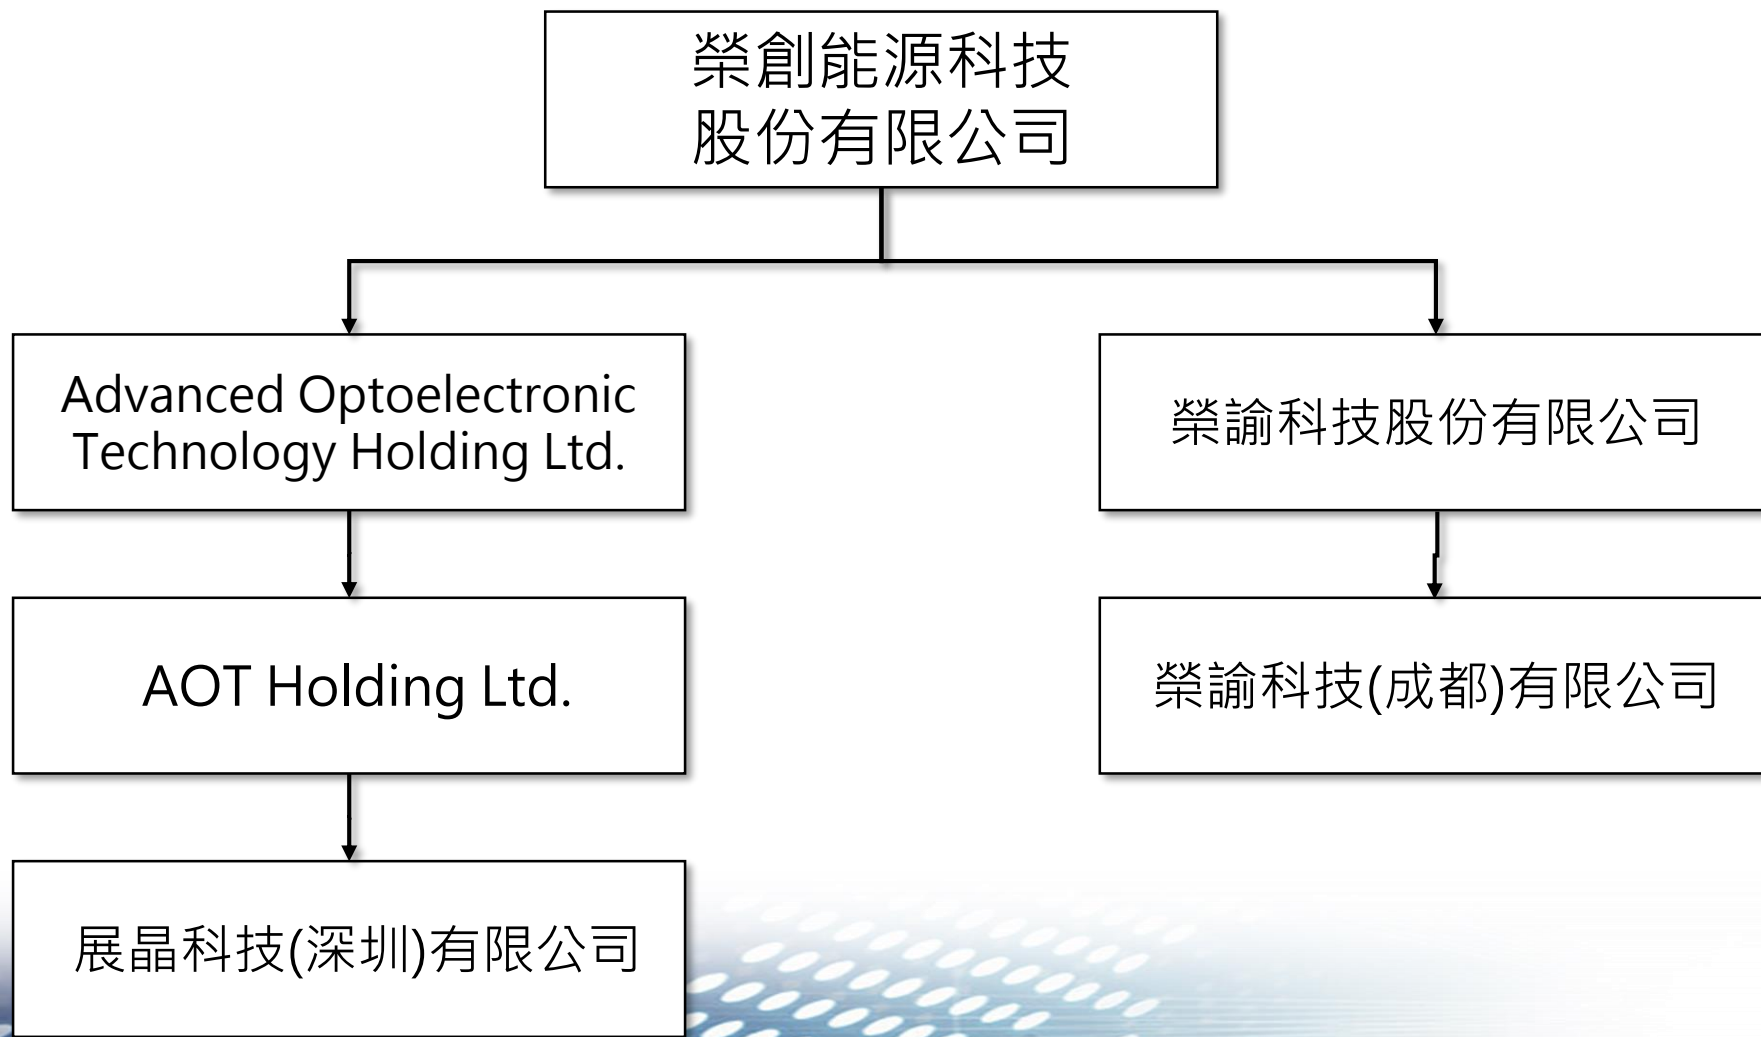 榮創能源科技
股份有限公司
Advanced Optoelectronic
Technology Holding Ltd.
榮諭科技股份有限公司
AOT Holding Ltd.
榮諭科技(成都)有限公司
展晶科技(深圳)有限公司